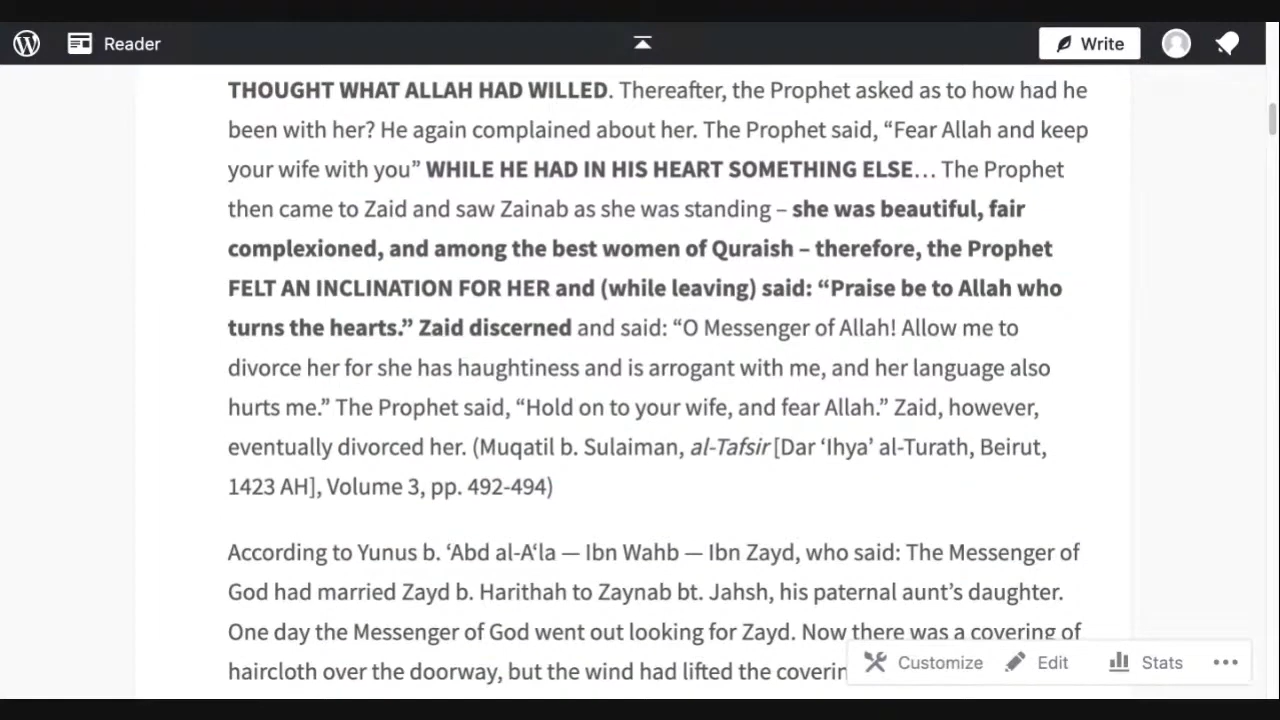 Reader
Write
THOUGHT WHAT ALLAH HAD WILLED. Thereafter, the Prophet asked as to how had he
been with her? He again complained about her. The Prophet said, “Fear Allah and keep
your wife with you” WHILE HE HAD IN HIS HEART SOMETHING ELSE… The Prophet
then came to Zaid and saw Zainab as she was standing – she was beautiful, fair
complexioned, and among the best women of Quraish – therefore, the Prophet
FELT AN INCLINATION FOR HER and (while leaving) said: “Praise be to Allah who
turns the hearts.” Zaid discerned and said: “O Messenger of Allah! Allow me to
divorce her for she has haughtiness and is arrogant with me, and her language also
hurts me.” The Prophet said, “Hold on to your wife, and fear Allah.” Zaid, however,
eventually divorced her. (Muqatil b. Sulaiman, al-Tafsir [Dar ‘Ihya’ al-Turath, Beirut,
1423 AH], Volume 3, pp. 492-494)
According to Yunus b. ‘Abd al-A‘la — Ibn Wahb — Ibn Zayd, who said: The Messenger of
God had married Zayd b. Harithah to Zaynab bt. Jahsh, his paternal aunt’s daughter.
One day the Messenger of God went out looking for Zayd. Now there was a covering of
haircloth over the doorway, but the wind had lifted the coverin
Customize
Edit
Stats